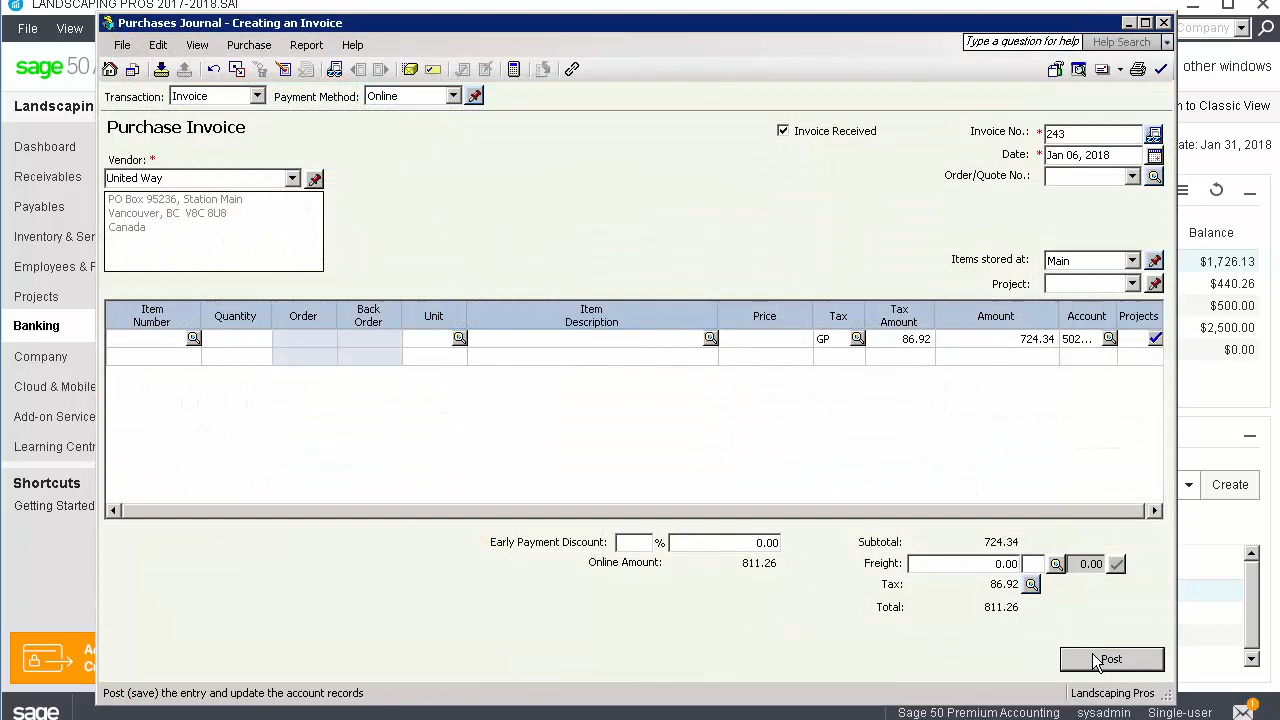 LANDSCAPING PROS 2017-2018.SAI
Purchases Journal - Creating an Invoice
File View
File Edit View Purchase Report Help
Type a question for help
Help Search
Company
sage 50
other windows
Transaction: Invoice Payment Method: Online
Landscaping
n to Classic View
Purchase Invoice
Invoice Received
Invoice No.: * 243
Dashboard
Vendor: *
Date: * Jan 06, 2018
ate: Jan 31, 2018
Receivables
United Way
Order/Quote No.:
Payables
PO Box 95236, Station Main
Vancouver, BC V8C 8U8
Canada
Inventory & Ser
Balance
Employees & P
Items stored at: Main
$1,726.13
Projects
Project:
$440.26
Banking
Item Number Quantity Order Back Order Unit Item Description Price Tax Tax Amount Amount Account Projects
$500.00
$2,500.00
GP 86.92 724.34 502...
$0.00
Company
Cloud & Mobile
Add-on Service
Learning Centr
Shortcuts
Create
Getting Started
Early Payment Discount: % 0.00
Subtotal: 724.34
Online Amount: 811.26
Freight: 0.00 0.00
Tax: 86.92
Total: 811.26
Post
Post (save) the entry and update the account records
Landscaping Pros
sage
Sage 50 Premium Accounting sysadmin Single-user
1